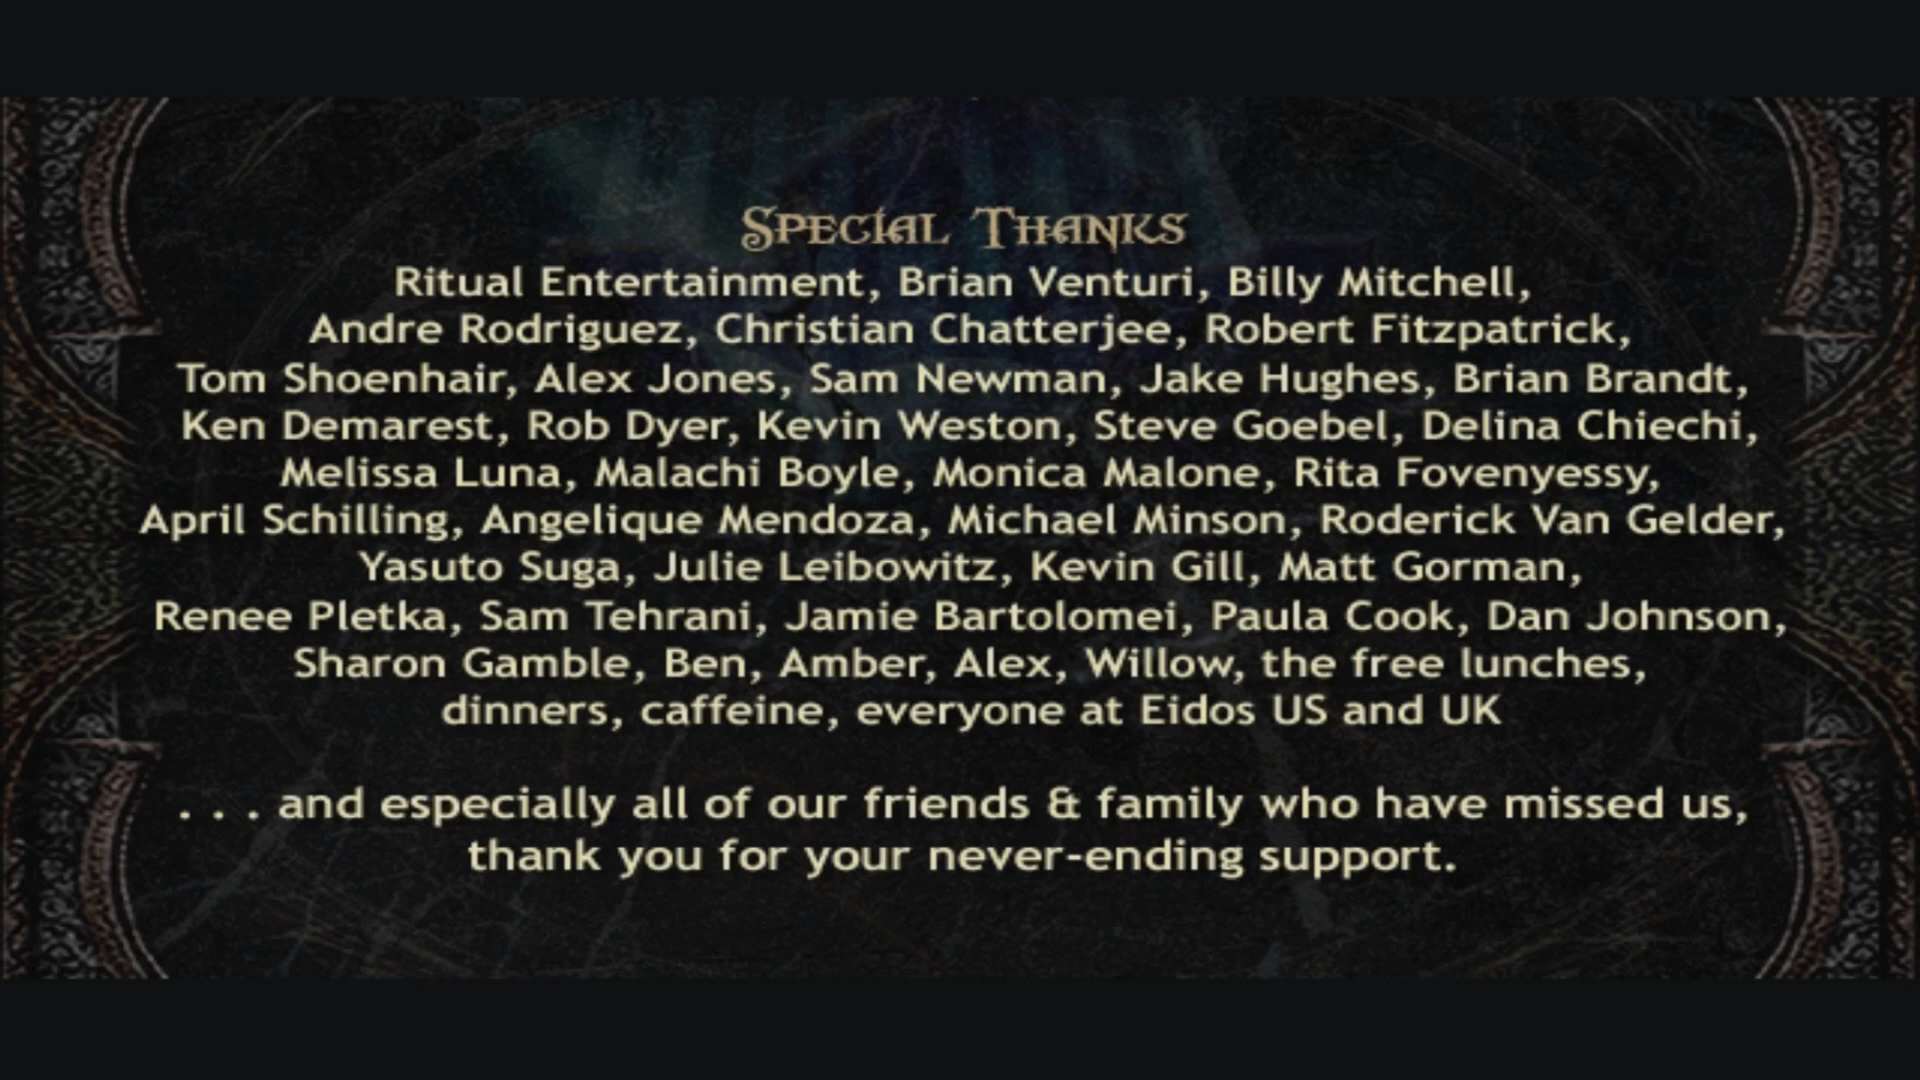 Special Thanks
Ritual Entertainment, Brian Venturi, Billy Mitchell,
Andre Rodriguez, Christian Chatterjee, Robert Fitzpatrick,
Tom Shoenhair, Alex Jones, Sam Newman, Jake Hughes, Brian Brandt,
Ken Demarest, Rob Dyer, Kevin Weston, Steve Goebel, Delina Chiechi,
Melissa Luna, Malachi Boyle, Monica Malone, Rita Fovenyessy,
April Schilling, Angelique Mendoza, Michael Minson, Roderick Van Gelder,
Yasuto Suga, Julie Leibowitz, Kevin Gill, Matt Gorman,
Renee Pletka, Sam Tehrani, Jamie Bartolomei, Paula Cook, Dan Johnson,
Sharon Gamble, Ben, Amber, Alex, Willow, the free lunches,
dinners, caffeine, everyone at Eidos US and UK
. . . and especially all of our friends & family who have missed us,
thank you for your never-ending support.